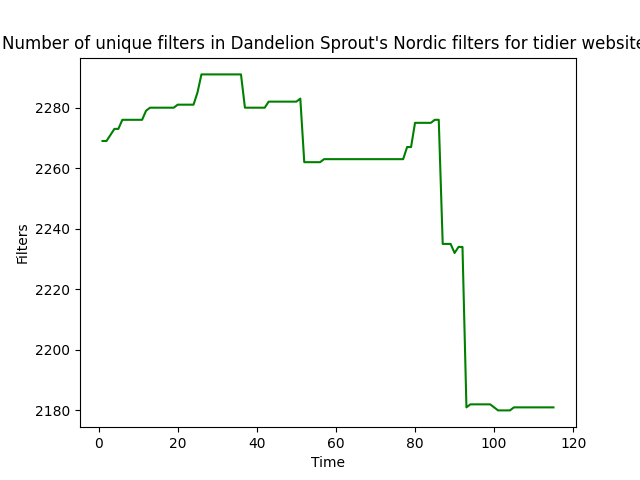 Number of unique filters in Dandelion Sprout's Nordic filters for tidier website
2280
2260
2240
2220
2200
2180
Filters
0 20 40 60 80 100 120
Time